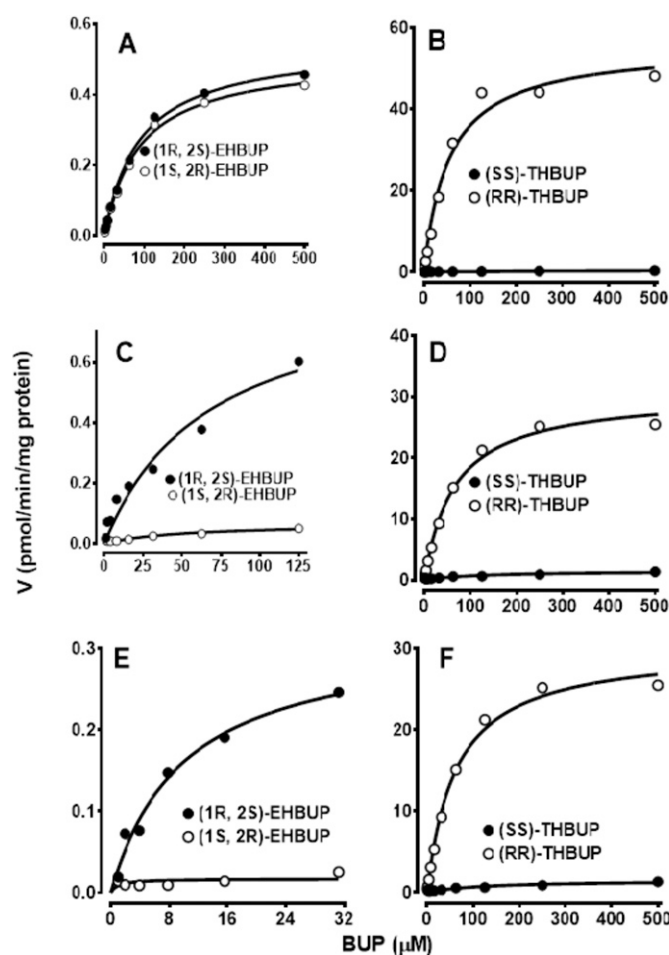 A
0.6
0.4
0.2
0.0
(1R, 2S)-EHBUP
(1S, 2R)-EHBUP
0 100 200 300 400 500
B
60
40
20
0
(SS)-THBUP
(RR)-THBUP
0 100 200 300 400 500
C
0.6
0.4
0.2
0.0
(1R, 2S)-EHBUP
(1S, 2R)-EHBUP
0 25 50 75 100 125
D
40
30
20
10
0
(SS)-THBUP
(RR)-THBUP
0 100 200 300 400 500
E
0.3
0.2
0.1
0.0
(1R, 2S)-EHBUP
(1S, 2R)-EHBUP
0 8 16 24 32
F
30
20
10
0
(SS)-THBUP
(RR)-THBUP
0 100 200 300 400 500
V (pmol/min/mg protein)
BUP (μM)